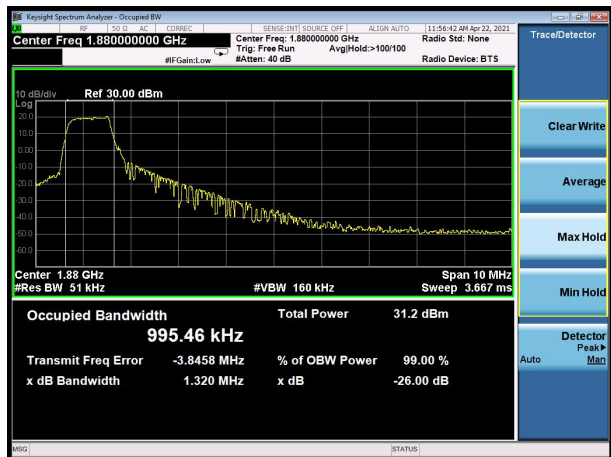 Keysight Spectrum Analyzer - Occupied BW
RF 50 Ω AC CORREC SENSE:INT SOURCE OFF ALIGN AUTO 11:56:42 AM Apr 22, 2021
Center Freq 1.880000000 GHz Center Freq: 1.880000000 GHz Radio Std: None Trace/Detector
Trig: Free Run Avg|Hold:>100/100
#IFGain:Low #Atten: 40 dB Radio Device: BTS
10 dB/div Ref 30.00 dBm
Log
20.0
Clear Write
10.0
0.00
-10.0
Average
-20.0
-30.0
-40.0
Max Hold
-50.0
-60.0
Center 1.88 GHz Span 10 MHz
#Res BW 51 kHz #VBW 160 kHz Sweep 3.667 ms
Min Hold
Occupied Bandwidth Total Power 31.2 dBm
995.46 kHz
Detector
Peak▶
Auto Man
Transmit Freq Error -3.8458 MHz % of OBW Power 99.00 %
x dB Bandwidth 1.320 MHz x dB -26.00 dB
MSG STATUS